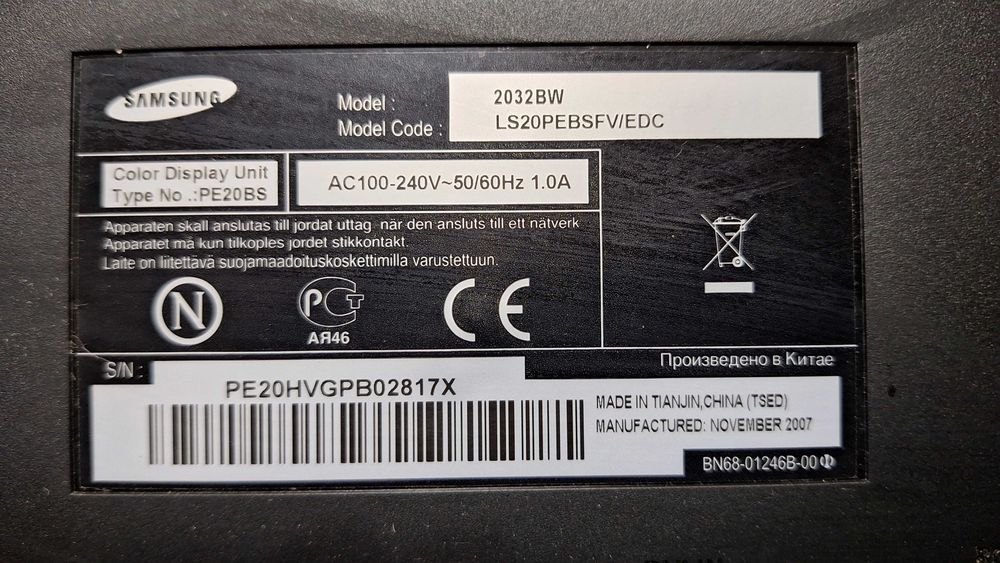 SAMSUNG
Model :
2032BW
Model Code :
LS20PEBSFV/EDC
Color Display Unit
Type No .:PE20BS
AC100-240V~50/60Hz 1.0A
Apparaten skall anslutas till jordat uttag när den ansluts till ett nätverk
Apparatet må kun tilkoples jordet stikkontakt.
Laite on liitettävä suojamaadoituskoskettimilla varustettuun.
N
РСТ
АЯ46
CE
S/N :
PE20HVGPB02817X
Произведено в Китае
MADE IN TIANJIN,CHINA (TSED)
MANUFACTURED: NOVEMBER 2007
BN68-01246B-00